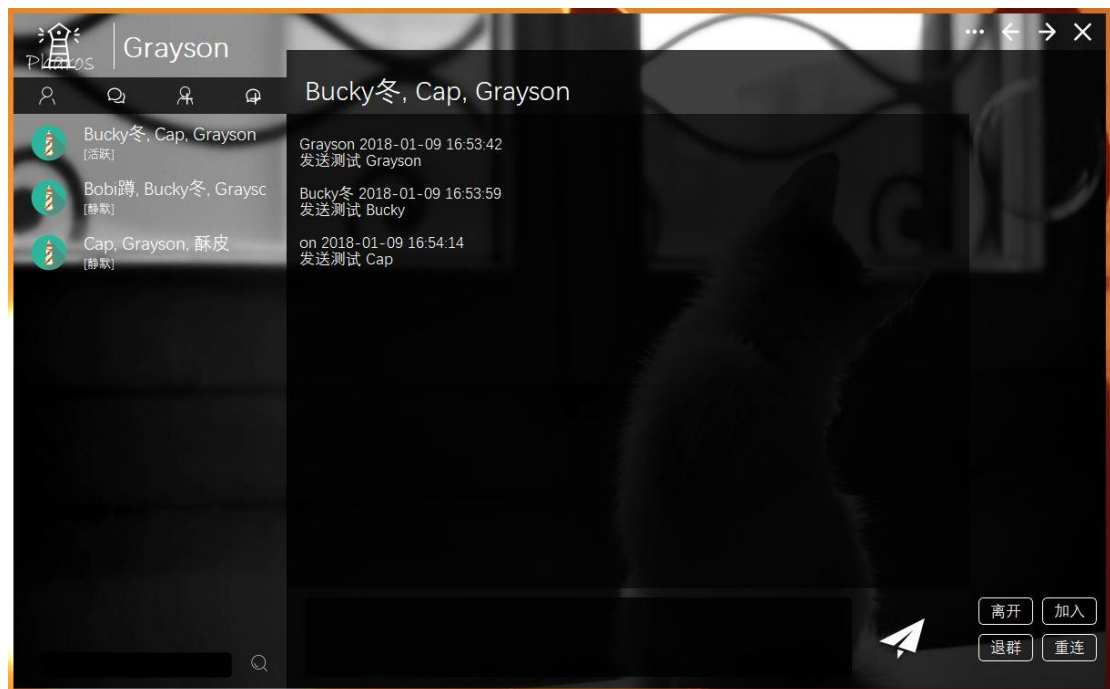 Pharos
Grayson
Bucky冬, Cap, Grayson
[活跃]
Bobi蹲, Bucky冬, Graysc
[静默]
Cap, Grayson, 酥皮
[静默]
Bucky冬, Cap, Grayson
Grayson 2018-01-09 16:53:42
发送测试 Grayson
Bucky冬 2018-01-09 16:53:59
发送测试 Bucky
on 2018-01-09 16:54:14
发送测试 Cap
离开
加入
退群
重连